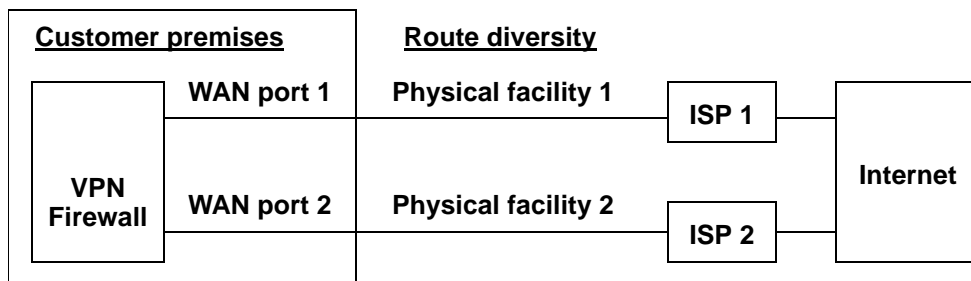 Customer premises
Route diversity
WAN port 1
Physical facility 1
ISP 1
VPN
Firewall
Internet
WAN port 2
Physical facility 2
ISP 2